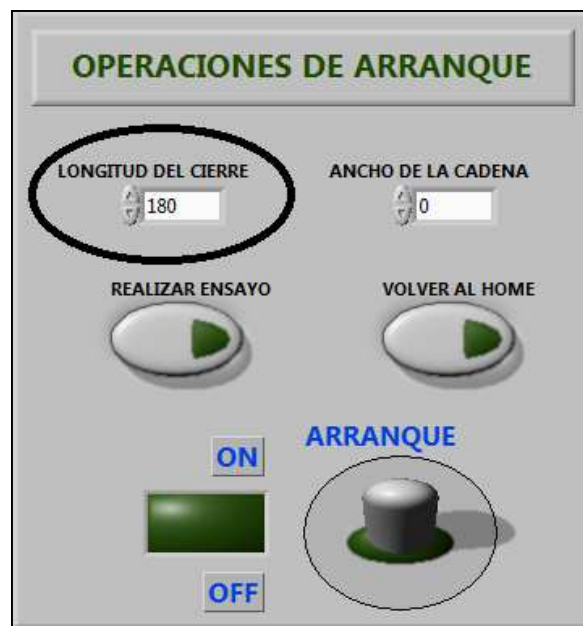 OPERACIONES DE ARRANQUE
LONGITUD DEL CIERRE
ANCHO DE LA CADENA
180
0
REALIZAR ENSAYO
VOLVER AL HOME
ARRANQUE
ON
OFF